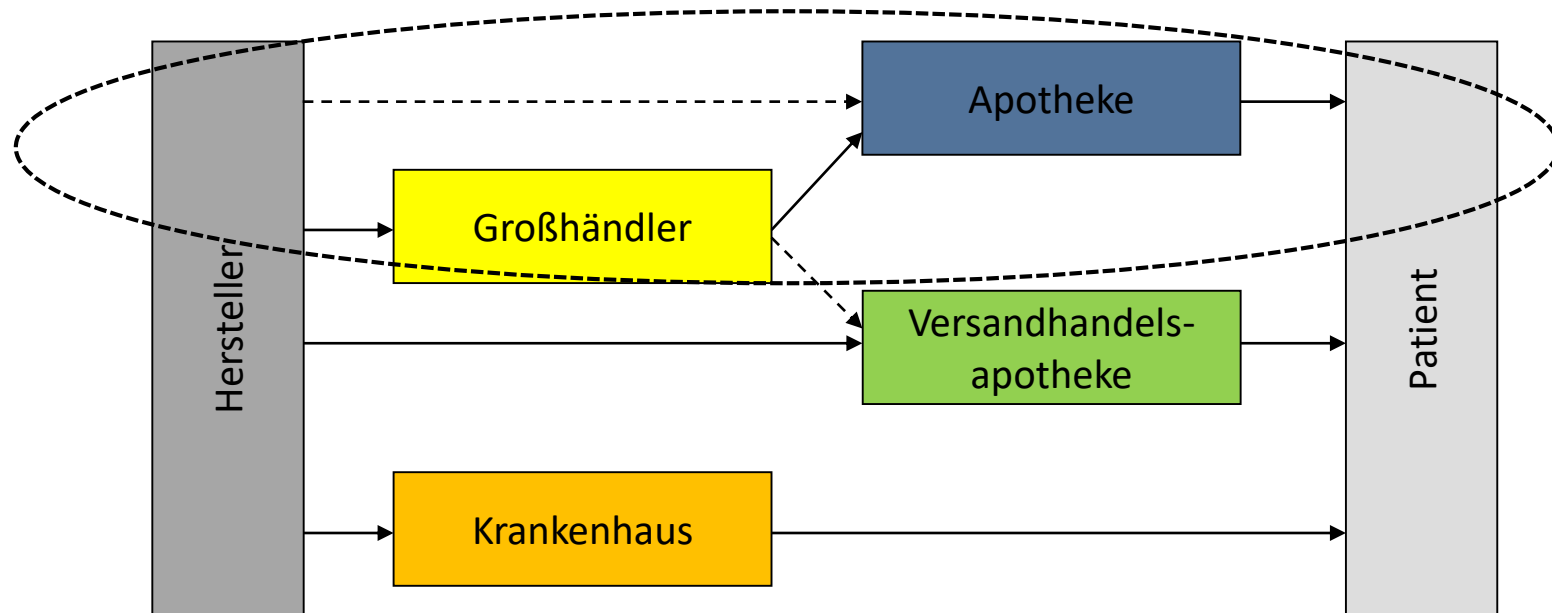 Hersteller
Apotheke
Großhändler
Versandhandels-
apotheke
Krankenhaus
Patient